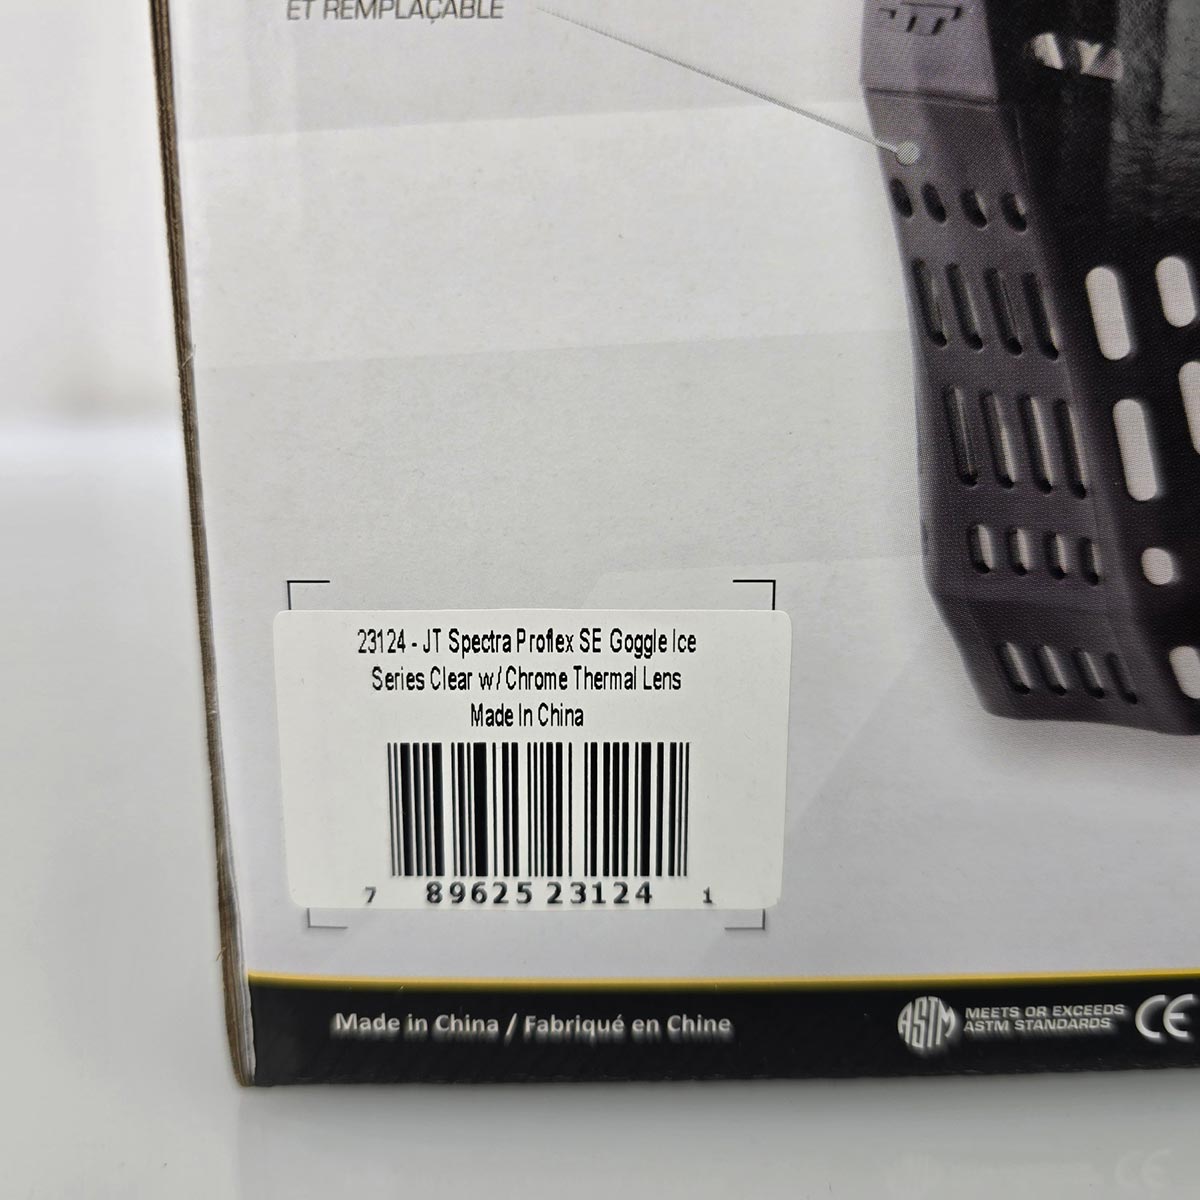 ET REMPLAÇABLE
JT
23124 - JT Spectra Proflex SE Goggle Ice
Series Clear w/ Chrome Thermal Lens
Made In China
7 89625 23124 1
Made in China / Fabriqué en Chine
ASTM MEETS OR EXCEEDS
ASTM STANDARDS
CE